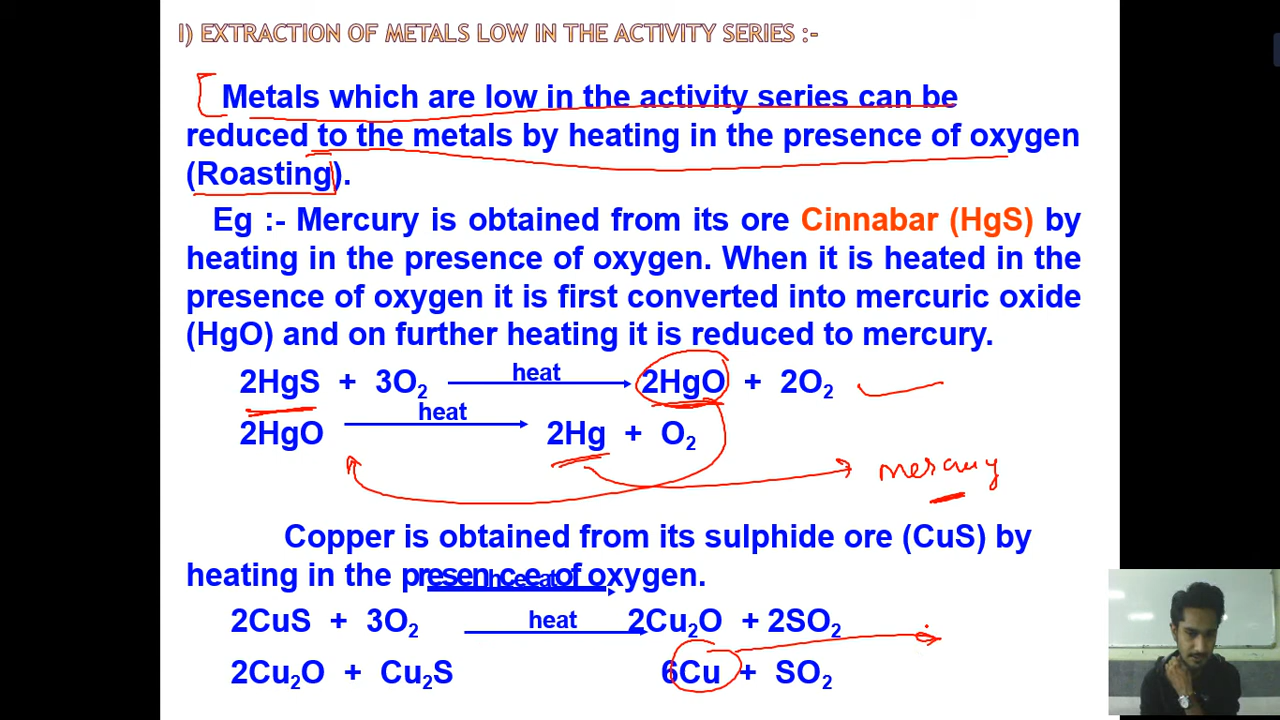 I) EXTRACTION OF METALS LOW IN THE ACTIVITY SERIES :-
Metals which are low in the activity series can be
reduced to the metals by heating in the presence of oxygen
(Roasting).
Eg :- Mercury is obtained from its ore Cinnabar (HgS) by
heating in the presence of oxygen. When it is heated in the
presence of oxygen it is first converted into mercuric oxide
(HgO) and on further heating it is reduced to mercury.
2HgS + 3O₂ heat 2HgO + 2O₂
2HgO heat 2Hg + O₂
mercury
Copper is obtained from its sulphide ore (CuS) by
heating in the presence of oxygen.
heat
2CuS + 3O₂ heat 2Cu₂O + 2SO₂
2Cu₂O + Cu₂S 6Cu + SO₂